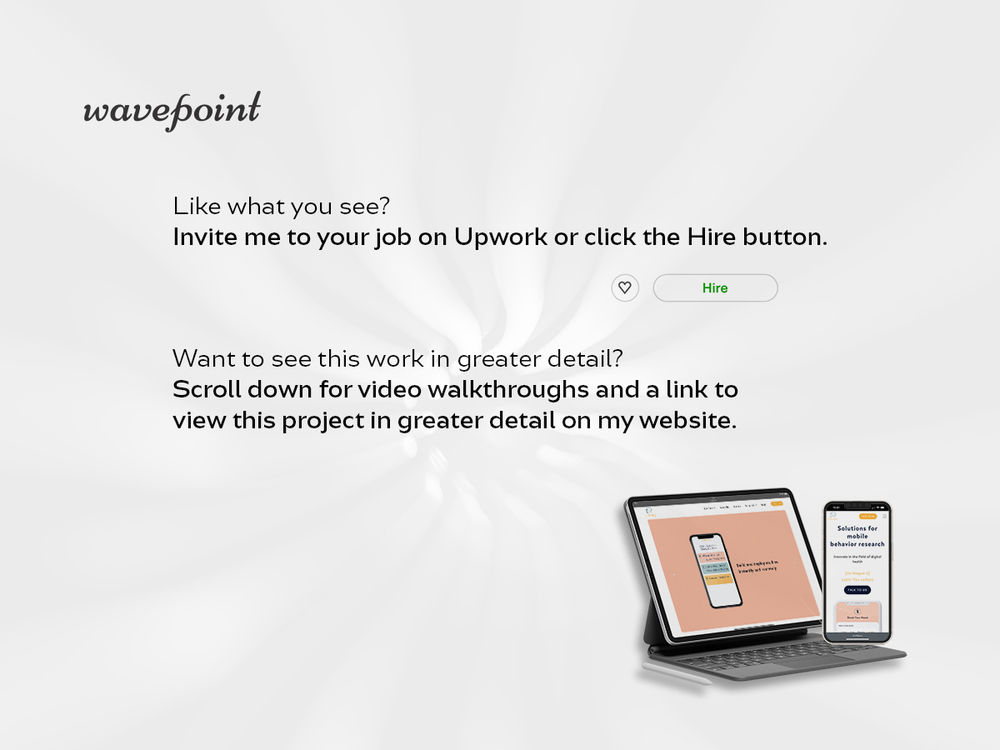 wavepoint
Like what you see?
Invite me to your job on Upwork or click the Hire button.
Hire
Want to see this work in greater detail?
Scroll down for video walkthroughs and a link to
view this project in greater detail on my website.
Solutions for
mobile
behavior research
Innovate in the field of digital
health
TALK TO US